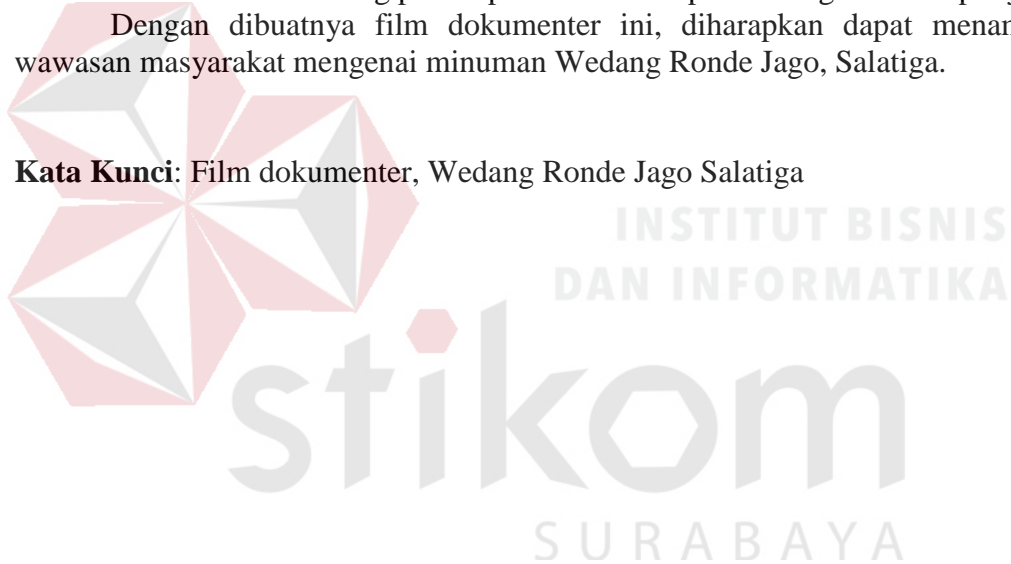 Dengan dibuatnya film dokumenter ini, diharapkan dapat menam
wawasan masyarakat mengenai minuman Wedang Ronde Jago, Salatiga.
Kata Kunci: Film dokumenter, Wedang Ronde Jago Salatiga
INSTITUT BISNIS
DAN INFORMATIKA
stikom
SURABAYA